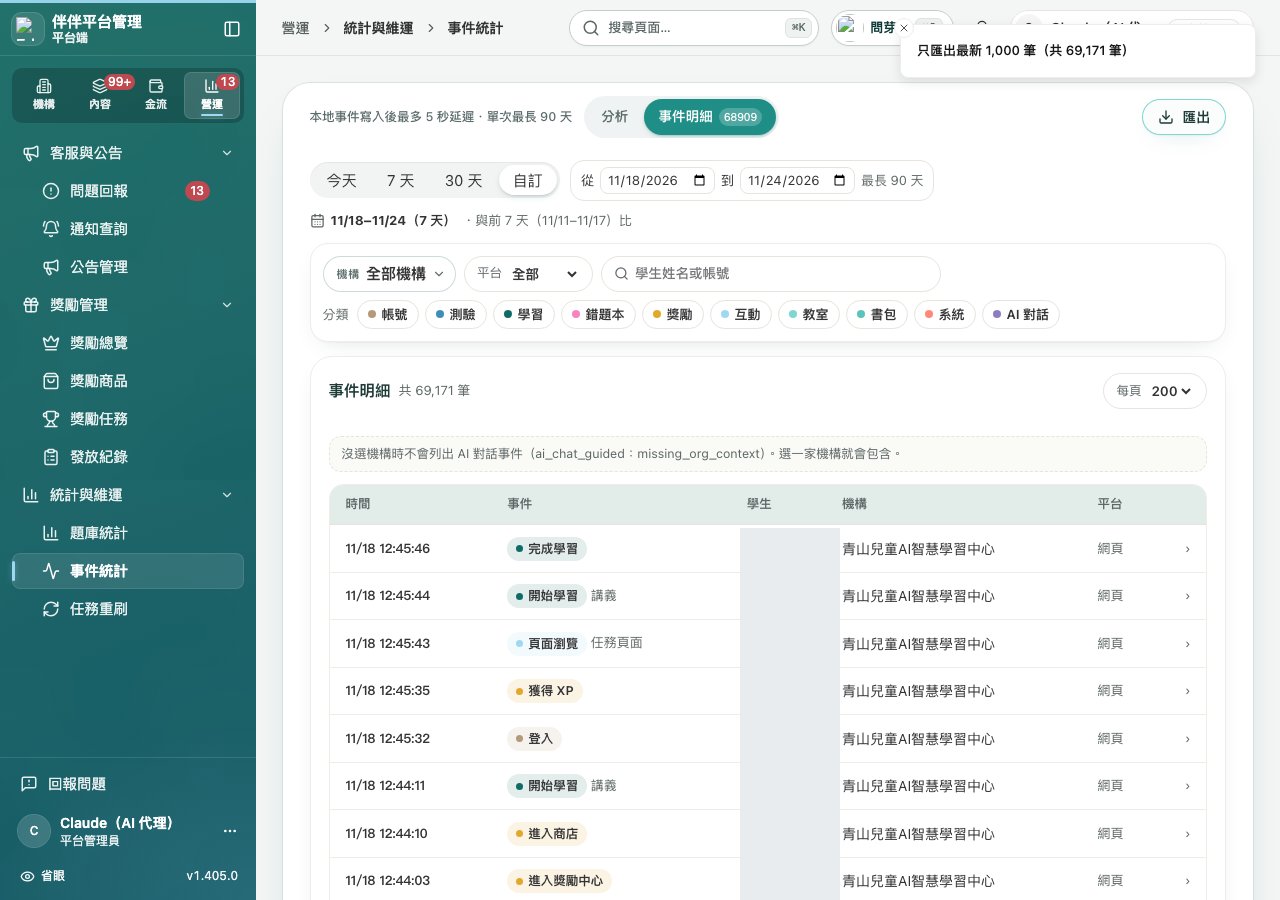 伴伴平台管理
平台端
機構
內容
99+
金流
營運
13
客服與公告
問題回報
13
通知查詢
公告管理
獎勵管理
獎勵總覽
獎勵商品
獎勵任務
發放紀錄
統計與維運
題庫統計
事件統計
任務重刷
回報問題
C
Claude（AI 代理）
平台管理員
省眼
v1.405.0
營運 > 統計與維運 > 事件統計
搜尋頁面...
⌘K
問芽
只匯出最新 1,000 筆（共 69,171 筆）
本地事件寫入後最多 5 秒延遲 · 單次最長 90 天
分析
事件明細 68909
匯出
今天
7 天
30 天
自訂
從 11/18/2026 到 11/24/2026 最長 90 天
11/18–11/24（7 天） · 與前 7 天（11/11–11/17）比
機構 全部機構
平台 全部
學生姓名或帳號
分類 帳號 測驗 學習 錯題本 獎勵 互動 教室 書包 系統 AI 對話
事件明細 共 69,171 筆
每頁 200
沒選機構時不會列出 AI 對話事件（ai_chat_guided：missing_org_context）。選一家機構就會包含。
時間 事件 學生 機構 平台
11/18 12:45:46 完成學習 青山兒童AI智慧學習中心 網頁 ›
11/18 12:45:44 開始學習 講義 青山兒童AI智慧學習中心 網頁 ›
11/18 12:45:43 頁面瀏覽 任務頁面 青山兒童AI智慧學習中心 網頁 ›
11/18 12:45:35 獲得 XP 青山兒童AI智慧學習中心 網頁 ›
11/18 12:45:32 登入 青山兒童AI智慧學習中心 網頁 ›
11/18 12:44:11 開始學習 講義 青山兒童AI智慧學習中心 網頁 ›
11/18 12:44:10 進入商店 青山兒童AI智慧學習中心 網頁 ›
11/18 12:44:03 進入獎勵中心 青山兒童AI智慧學習中心 網頁 ›